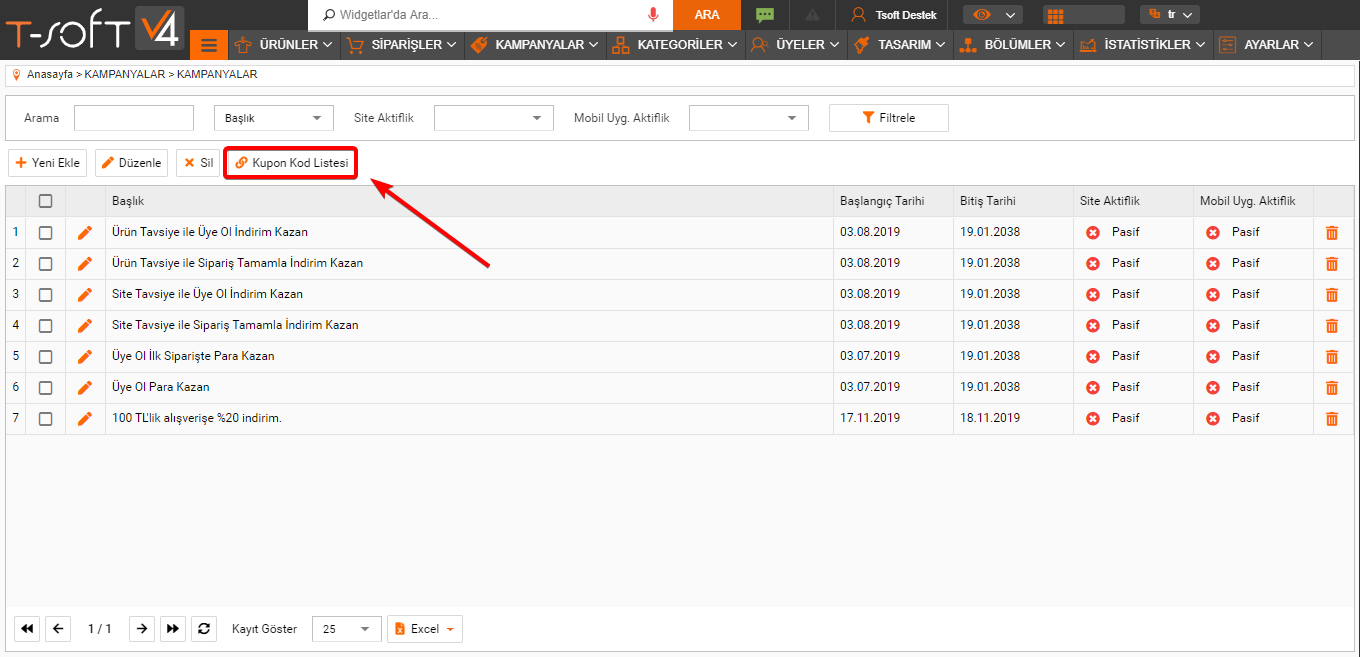 T-SOFT V4 Widgetlar'da Ara... ARA Tsoft Destek tr
ÜRÜNLER SİPARİŞLER KAMPANYALAR KATEGORİLER ÜYELER TASARIM BÖLÜMLER İSTATİSTİKLER AYARLAR
Anasayfa > KAMPANYALAR > KAMPANYALAR
Arama Başlık Site Aktiflik Mobil Uyg. Aktiflik Filtrele
Yeni Ekle Düzenle Sil Kupon Kod Listesi
Başlık Başlangıç Tarihi Bitiş Tarihi Site Aktiflik Mobil Uyg. Aktiflik
1 Ürün Tavsiye ile Üye Ol İndirim Kazan 03.08.2019 19.01.2038 Pasif Pasif
2 Ürün Tavsiye ile Sipariş Tamamla İndirim Kazan 03.08.2019 19.01.2038 Pasif Pasif
3 Site Tavsiye ile Üye Ol İndirim Kazan 03.08.2019 19.01.2038 Pasif Pasif
4 Site Tavsiye ile Sipariş Tamamla İndirim Kazan 03.08.2019 19.01.2038 Pasif Pasif
5 Üye Ol İlk Siparişte Para Kazan 03.07.2019 19.01.2038 Pasif Pasif
6 Üye Ol Para Kazan 03.07.2019 19.01.2038 Pasif Pasif
7 100 TL'lik alışverişe %20 indirim. 17.11.2019 18.11.2019 Pasif Pasif
1 / 1 Kayıt Göster 25 Excel